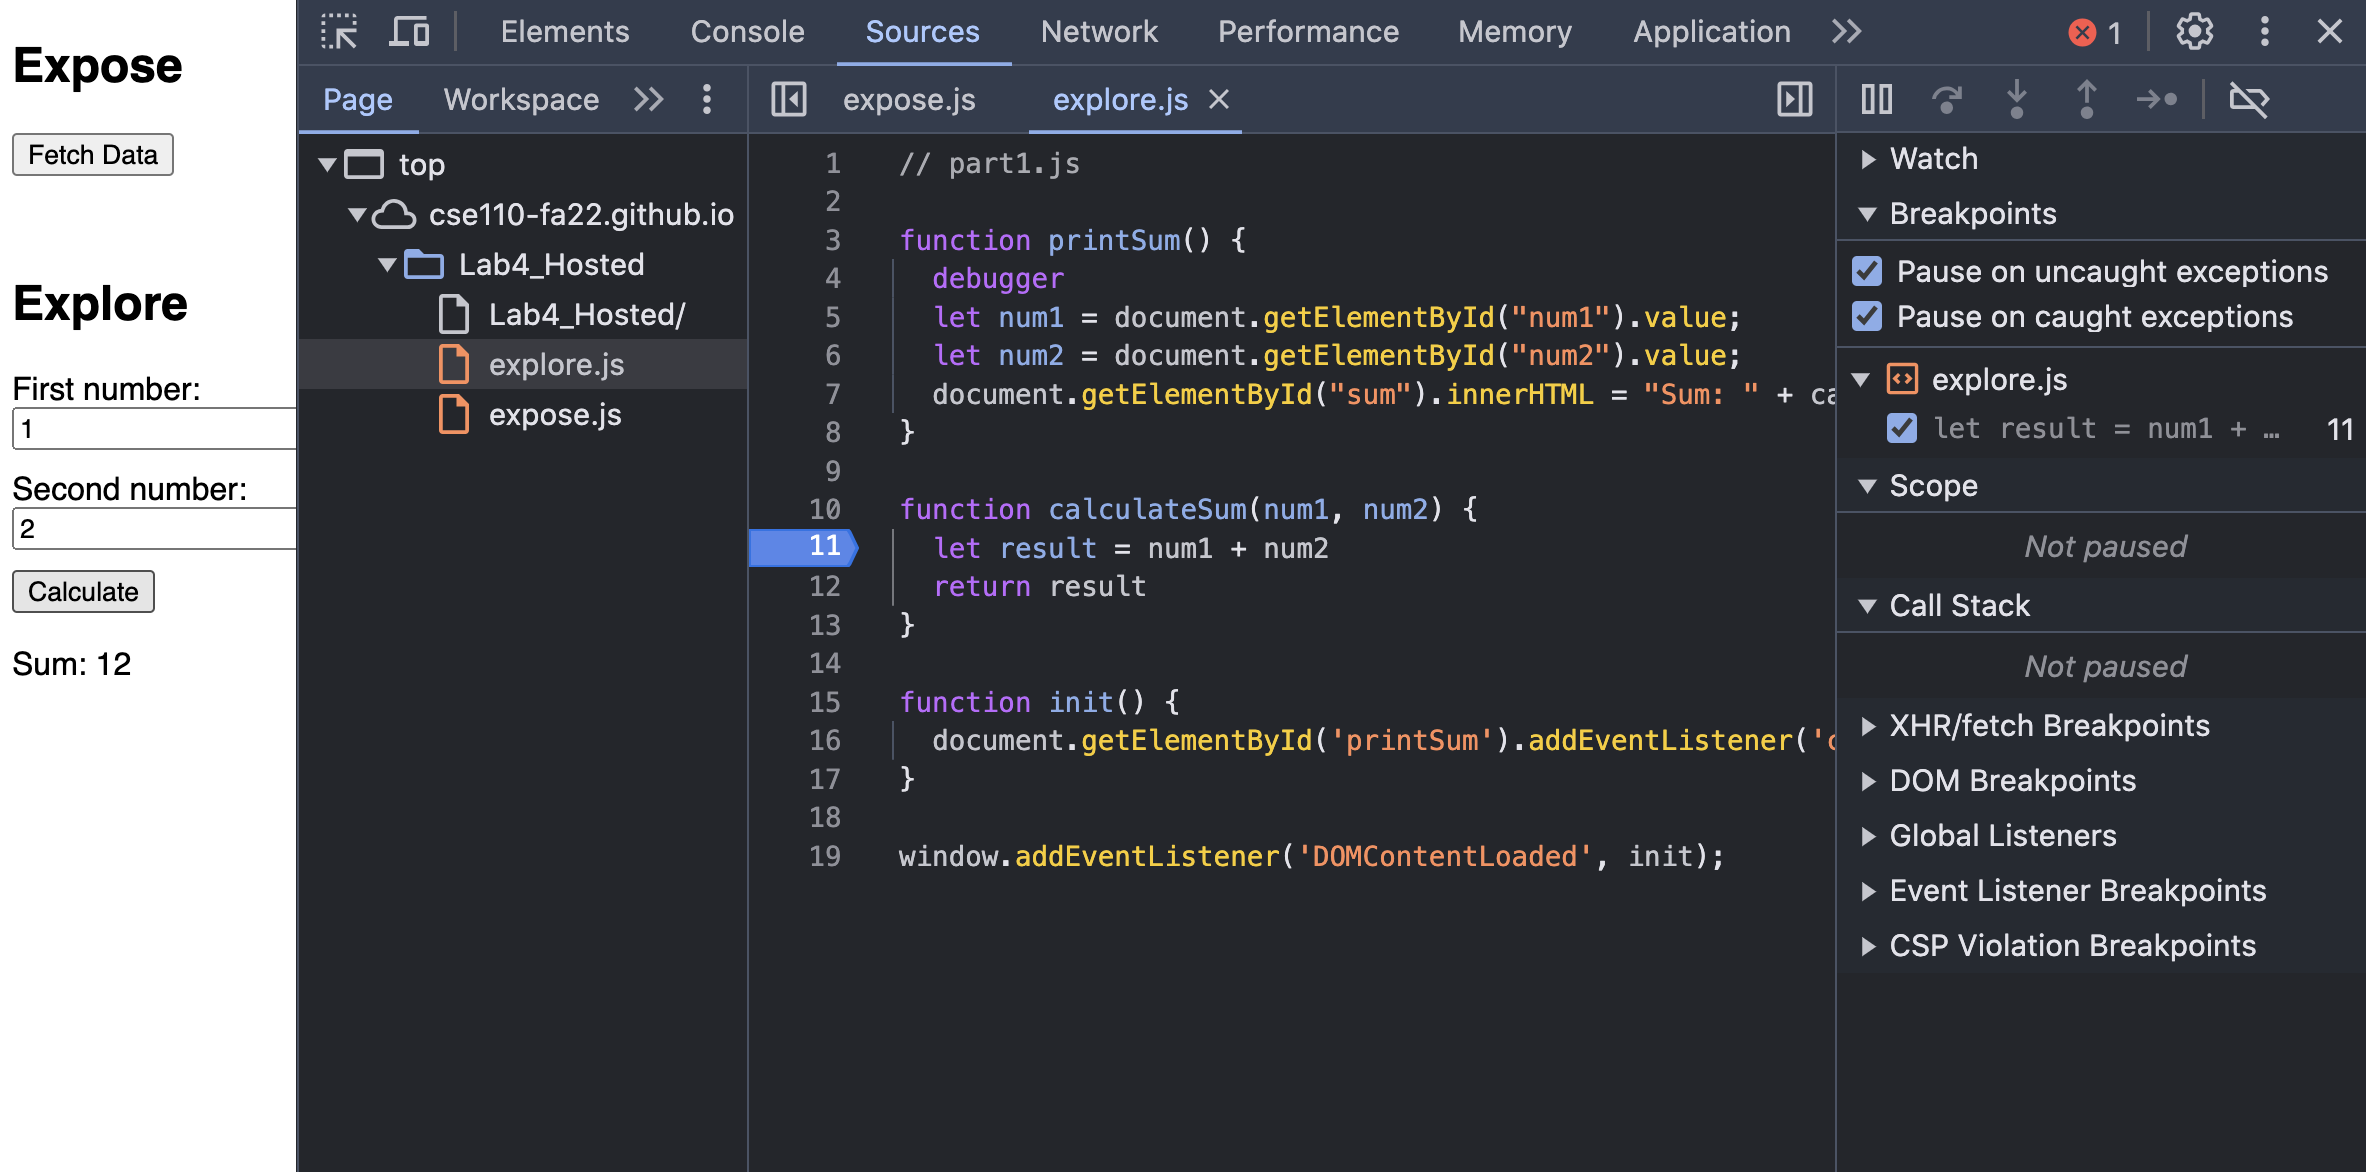 Expose
Fetch Data
Explore
First number:
1
Second number:
2
Calculate
Sum: 12
Elements Console Sources Network Performance Memory Application 1
Page Workspace
top
cse110-fa22.github.io
Lab4_Hosted
Lab4_Hosted/
explore.js
expose.js
expose.js explore.js
1 // part1.js
2
3 function printSum() {
4 debugger
5 let num1 = document.getElementById("num1").value;
6 let num2 = document.getElementById("num2").value;
7 document.getElementById("sum").innerHTML = "Sum: " + ca
8 }
9
10 function calculateSum(num1, num2) {
11 let result = num1 + num2
12 return result
13 }
14
15 function init() {
16 document.getElementById('printSum').addEventListener('c
17 }
18
19 window.addEventListener('DOMContentLoaded', init);
Watch
Breakpoints
Pause on uncaught exceptions
Pause on caught exceptions
explore.js
let result = num1 + … 11
Scope
Not paused
Call Stack
Not paused
XHR/fetch Breakpoints
DOM Breakpoints
Global Listeners
Event Listener Breakpoints
CSP Violation Breakpoints